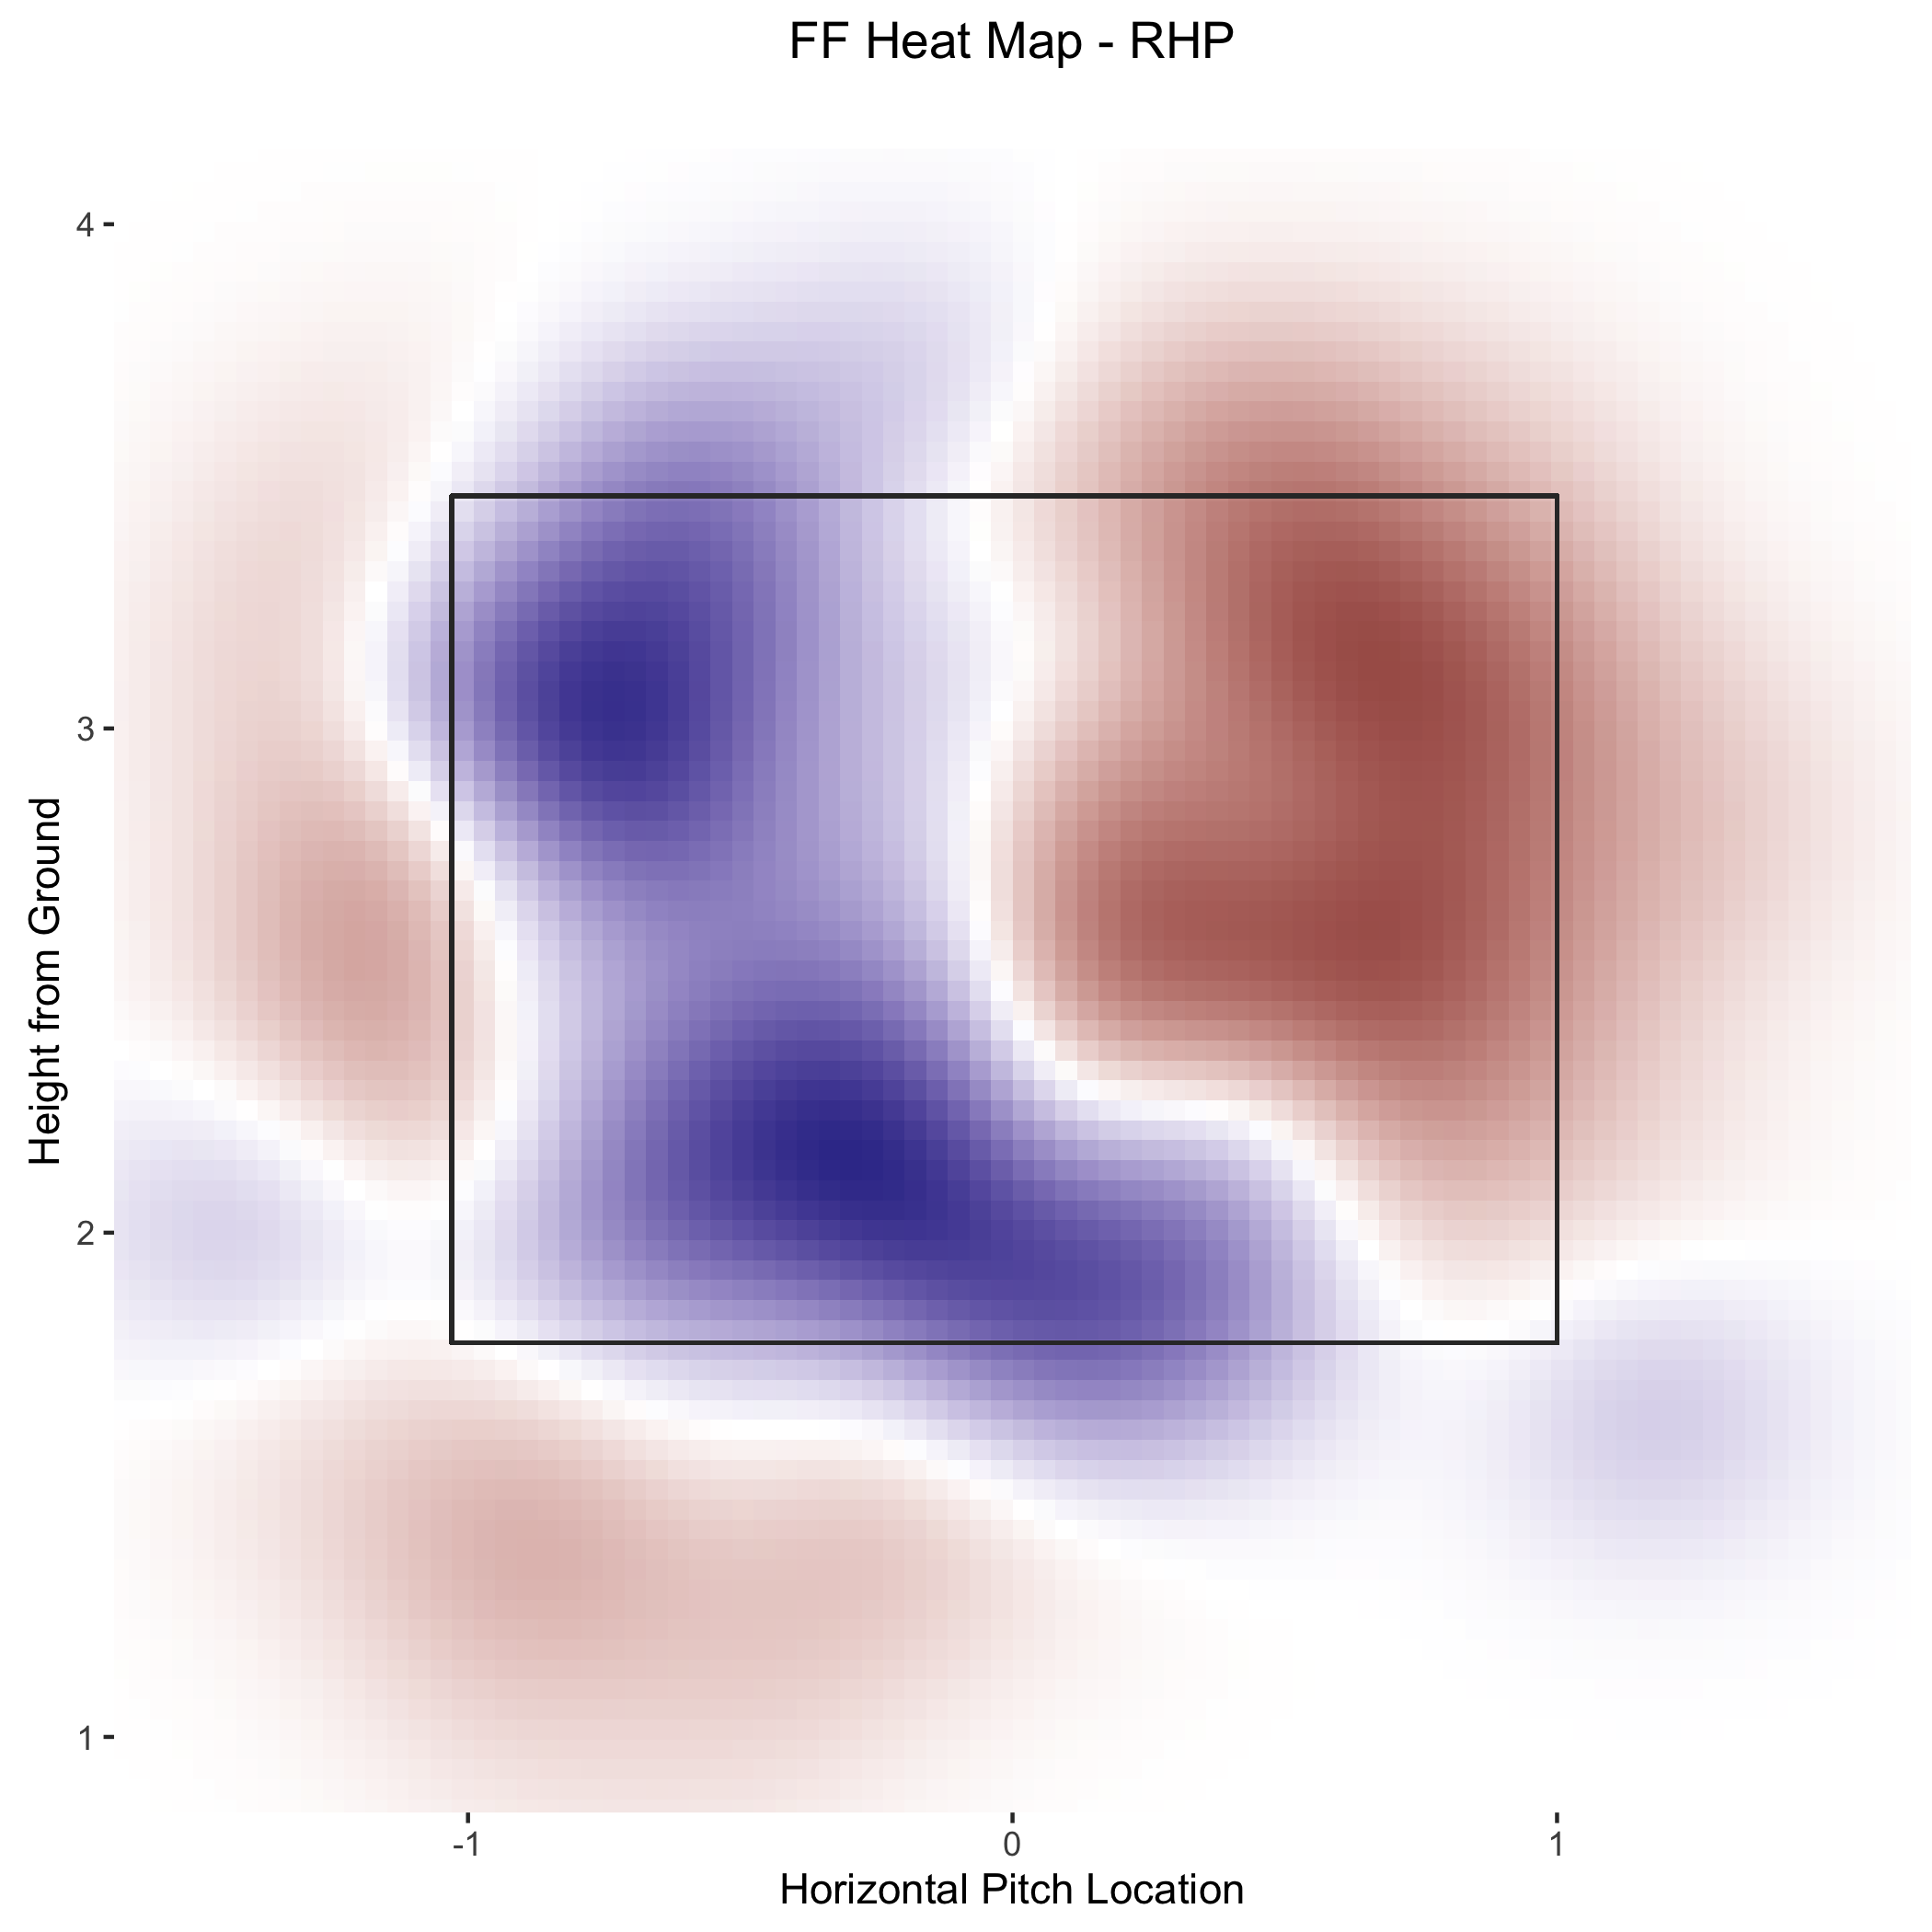 FF Heat Map - RHP
4
3
2
1
Height from Ground
-1 0 1
Horizontal Pitch Location